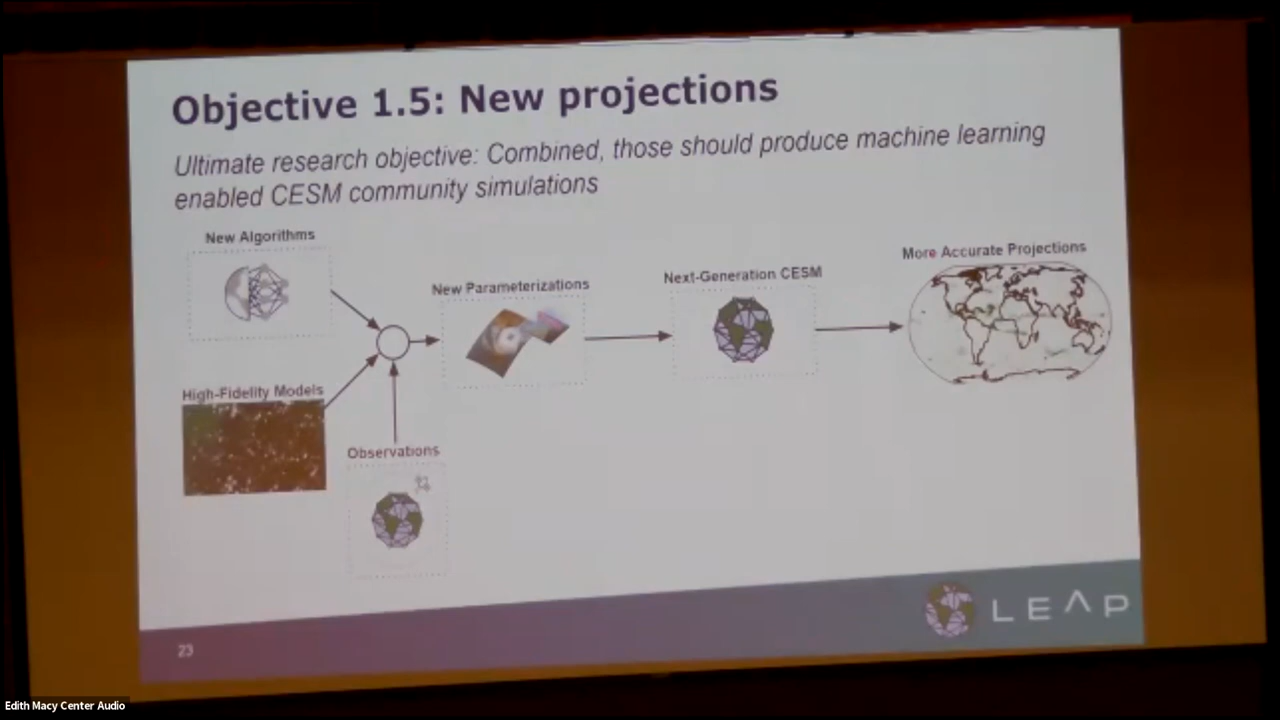 Objective 1.5: New projections
Ultimate research objective: Combined, those should produce machine learning
enabled CESM community simulations
New Algorithms
New Parameterizations
Next-Generation CESM
More Accurate Projections
High-Fidelity Models
Observations
LEAP
23
Edith Macy Center Audio